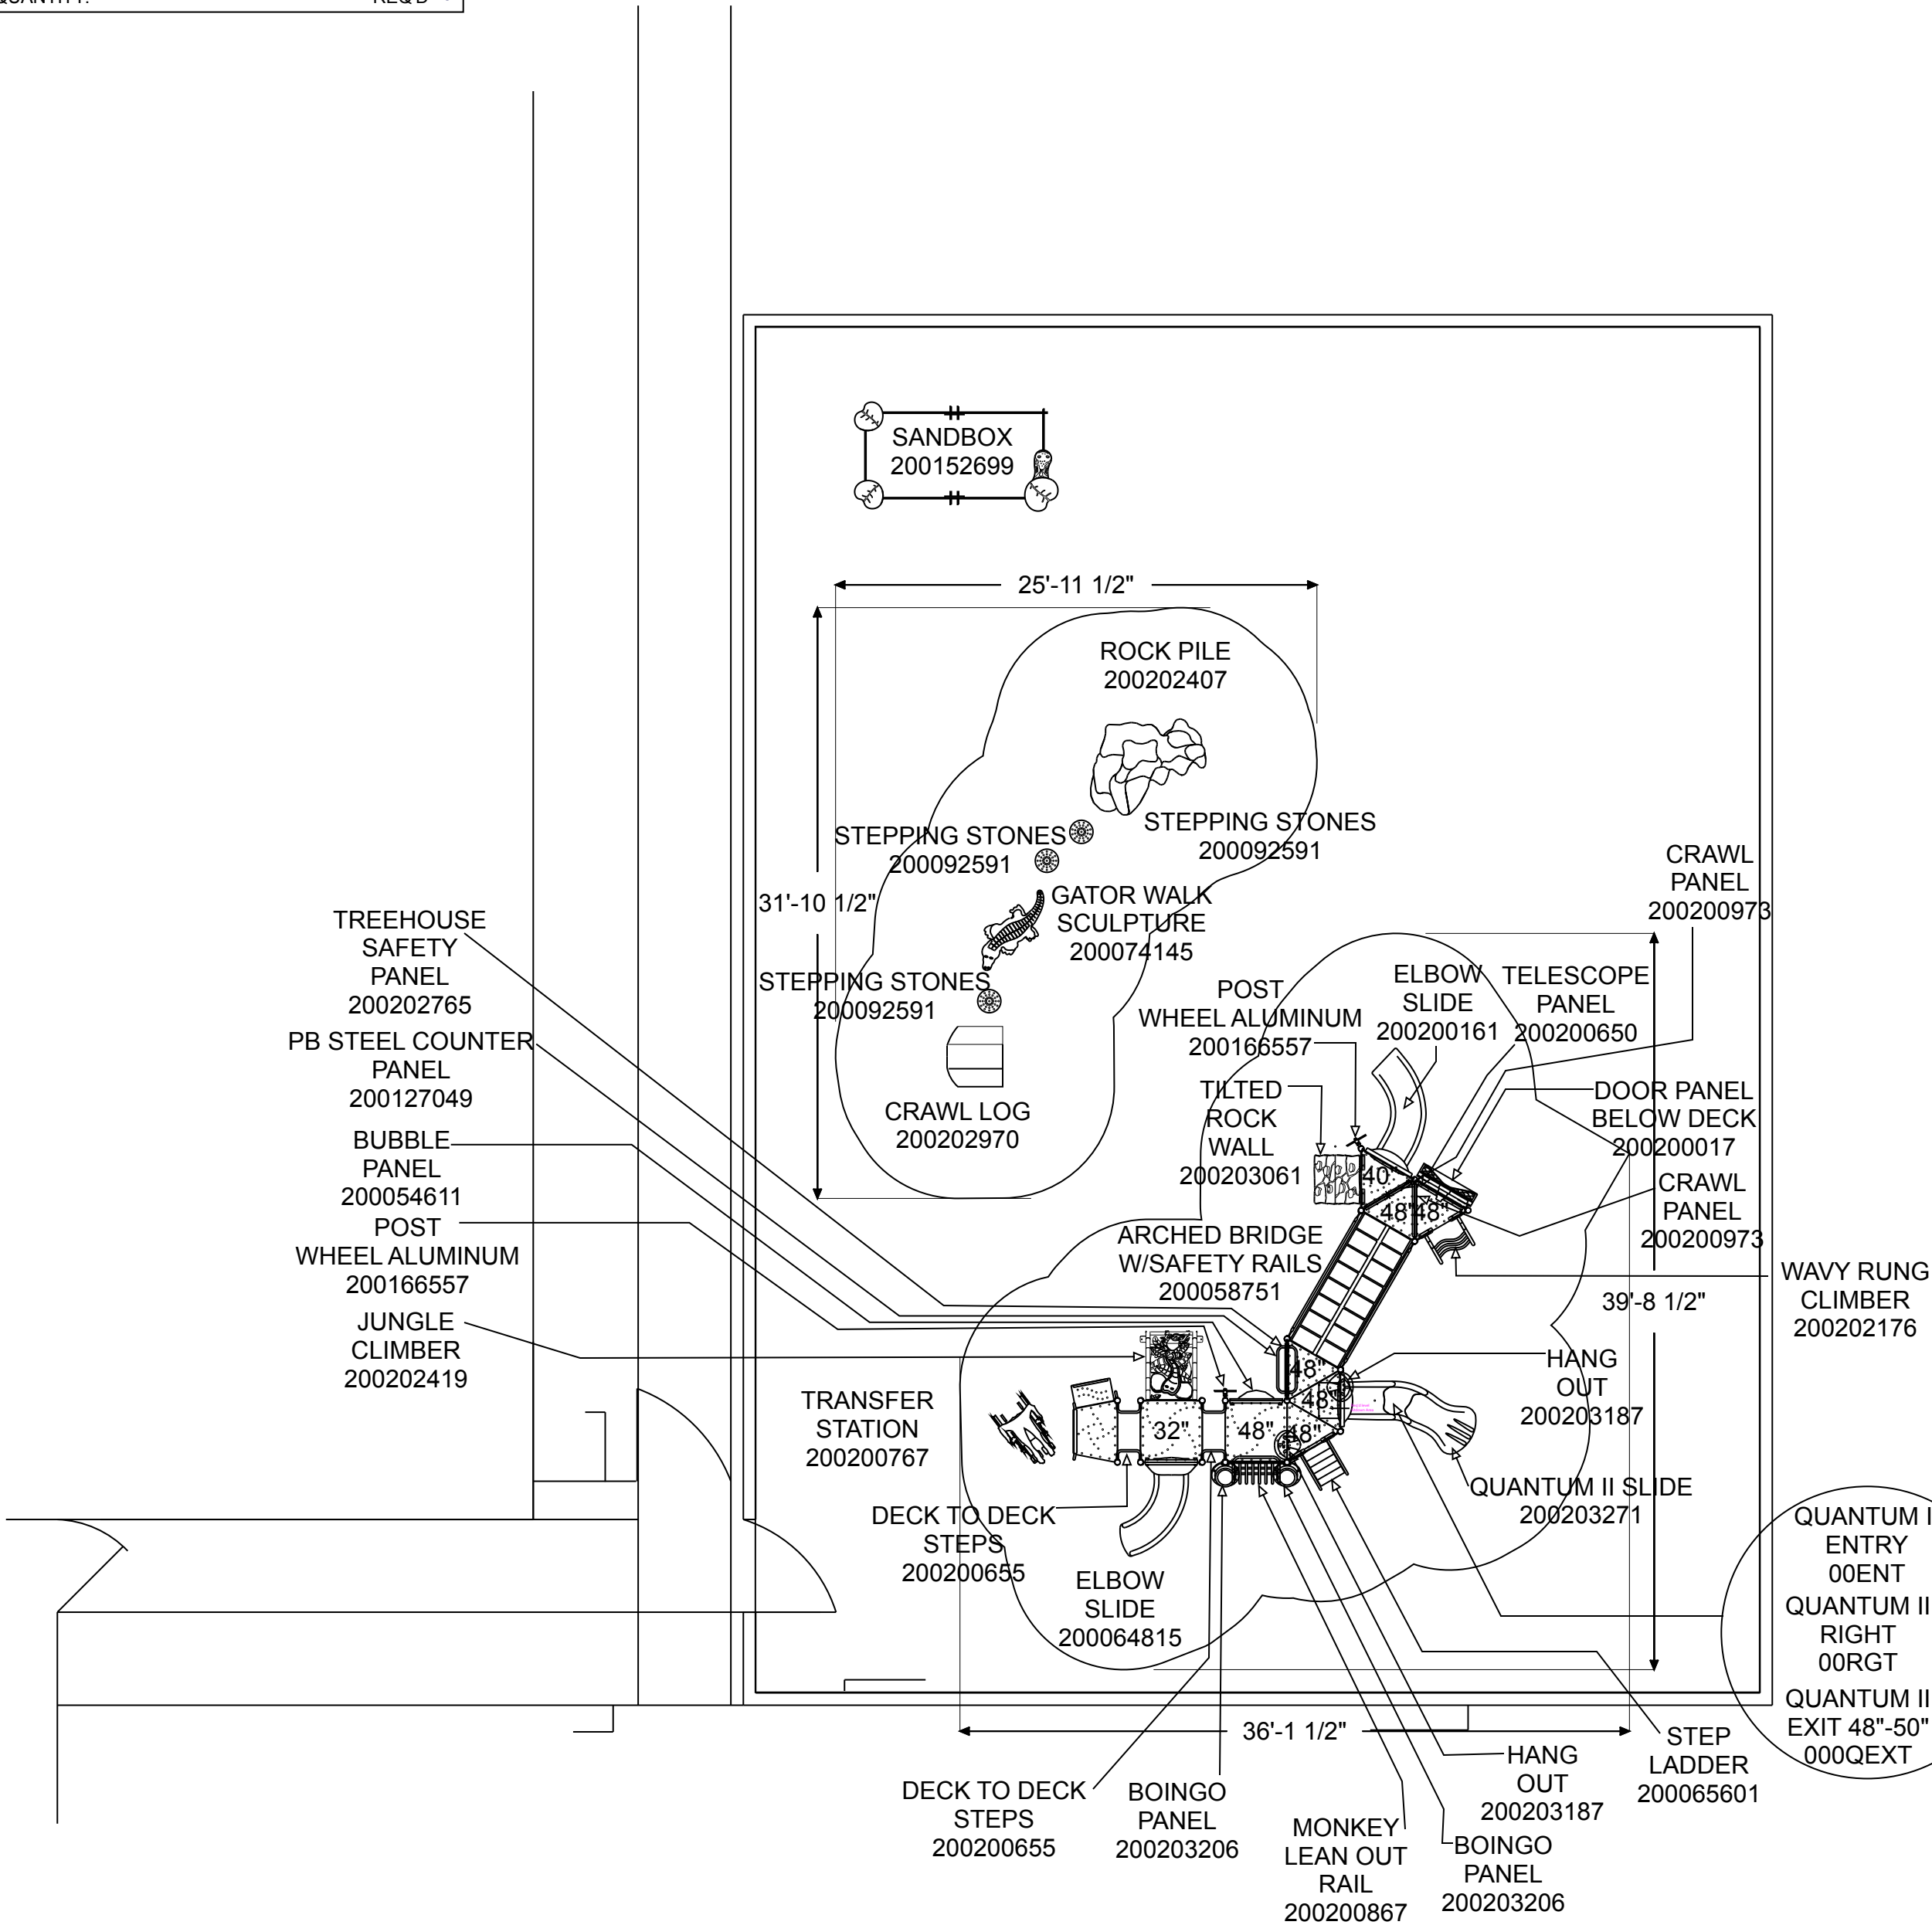 QUANTITY:
REQ'D
SANDBOX
200152699
25'-11 1/2"
ROCK PILE
200202407
STEPPING STONES
200092591
STEPPING STONES
200092591
31'-10 1/2"
GATOR WALK
SCULPTURE
200074145
STEPPING STONES
200092591
CRAWL LOG
200202970
CRAWL
PANEL
200200973
TREEHOUSE
SAFETY
PANEL
200202765
PB STEEL COUNTER
PANEL
200127049
BUBBLE
PANEL
200054611
POST
WHEEL ALUMINUM
200166557
JUNGLE
CLIMBER
200202419
POST
WHEEL ALUMINUM
200166557
ELBOW
SLIDE
200200161
TELESCOPE
PANEL
200200650
TILTED
ROCK
WALL
200203061
DOOR PANEL
BELOW DECK
200200017
CRAWL
PANEL
200200973
40"
48"
48"
ARCHED BRIDGE
W/SAFETY RAILS
200058751
WAVY RUNG
CLIMBER
200202176
39'-8 1/2"
HANG
OUT
200203187
TRANSFER
STATION
200200767
32"
48"
48"
48"
48"
QUANTUM II SLIDE
200203271
DECK TO DECK
STEPS
200200655
ELBOW
SLIDE
200064815
QUANTUM I
ENTRY
00ENT
QUANTUM II
RIGHT
00RGT
QUANTUM II
EXIT 48"-50"
000QEXT
36'-1 1/2"
STEP
LADDER
200065601
HANG
OUT
200203187
DECK TO DECK
STEPS
200200655
BOINGO
PANEL
200203206
MONKEY
LEAN OUT
RAIL
200200867
BOINGO
PANEL
200203206